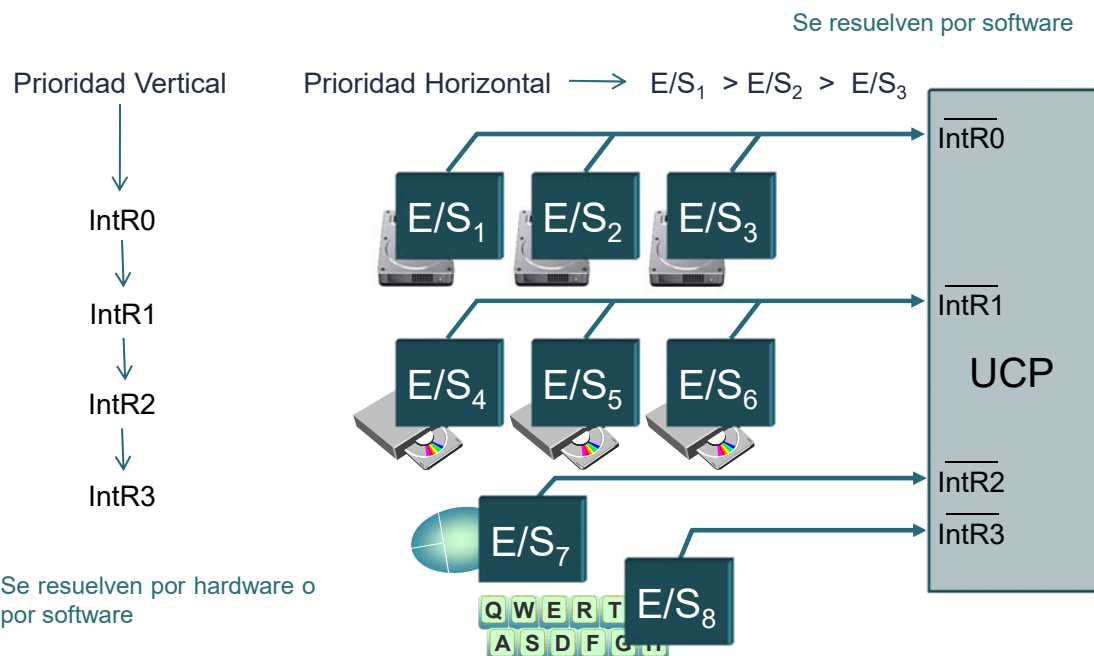 Se resuelven por software
Prioridad Vertical
Prioridad Horizontal
E/S1 > E/S2 > E/S3
IntR0
IntR1
IntR2
IntR3
Se resuelven por hardware o
por software
E/S1
E/S2
E/S3
IntR0
E/S4
E/S5
E/S6
IntR1
UCP
E/S7
IntR2
E/S8
IntR3
Q W E R T
A S D F G H